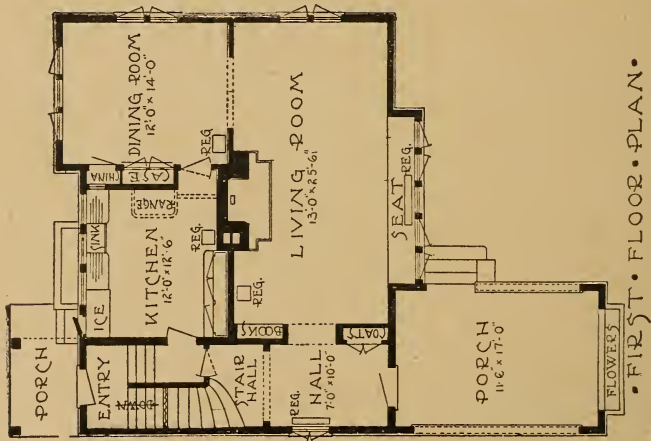 DINING ROOM
12'0" x 14'-0"
REG.
CHINA
CASE
RANGE
SINK
ICE
KITCHEN
12'0" x 12'-6"
REG.
LIVING ROOM
13'-0" x 25'-6"
REG.
SEAT
REG.
BOOKS
COATS
PORCH
ENTRY
DOWN
STAIR
HALL
HALL
7'0" x 10'-0"
REG.
PORCH
11'-6" x 17'-0"
FLOWERS
•FIRST•FLOOR•PLAN•